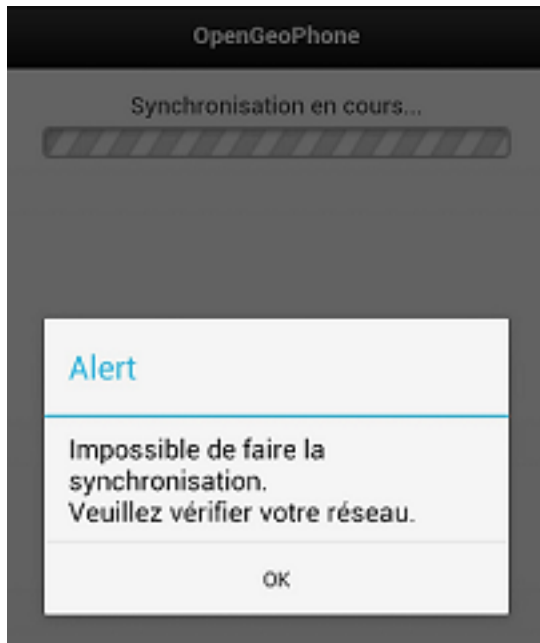 OpenGeoPhone
Synchronisation en cours...
Alert
Impossible de faire la
synchronisation.
Veuillez vérifier votre réseau.
OK